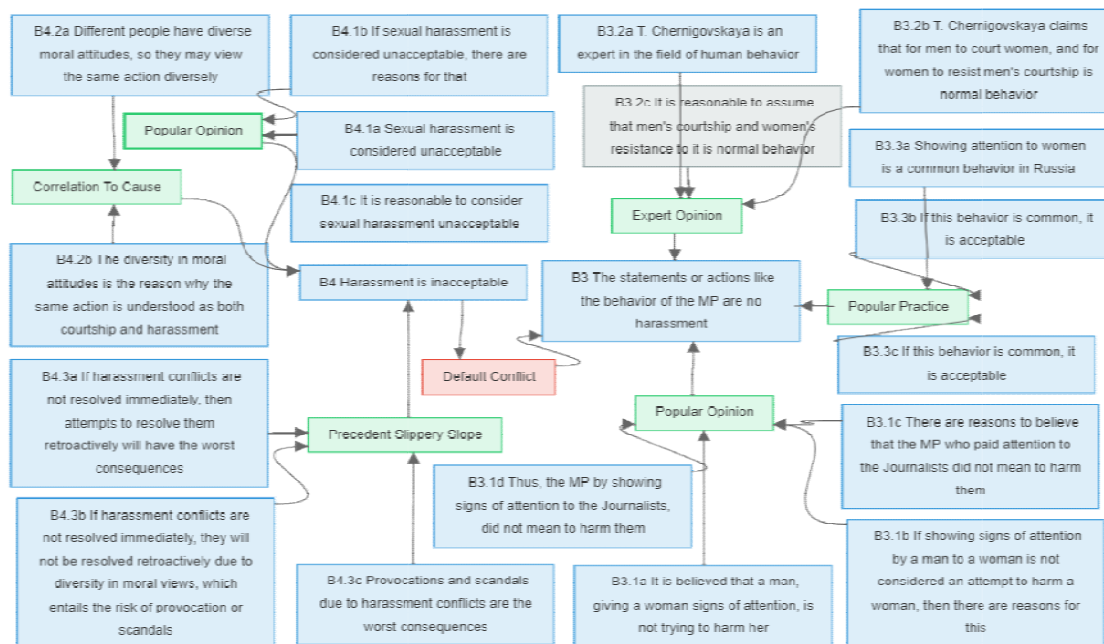 B4.2a Different people have diverse
moral attitudes, so they may view
the same action diversely
B4.1b If sexual harassment is
considered unacceptable, there are
reasons for that
B3.2a T. Chernigovskaya is an
expert in the field of human behavior
B3.2b T. Chernigovskaya claims
that for men to court women, and for
women to resist men's courtship is
normal behavior
Popular Opinion
B4.1a Sexual harassment is
considered unacceptable
B3.2c It is reasonable to assume
that men's courtship and women's
resistance to it is normal behavior
B3.3a Showing attention to women
is a common behavior in Russia
Correlation To Cause
B4.1c It is reasonable to consider
sexual harassment unacceptable
Expert Opinion
B3.3b If this behavior is common, it
is acceptable
B4.2b The diversity in moral
attitudes is the reason why the
same action is understood as both
courtship and harassment
B4 Harassment is inacceptable
B3 The statements or actions like
the behavior of the MP are no
harassment
Popular Practice
B3.3c If this behavior is common, it
is acceptable
B4.3a If harassment conflicts are
not resolved immediately, then
attempts to resolve them
retroactively will have the worst
consequences
Default Conflict
Popular Opinion
Precedent Slippery Slope
B3.1c There are reasons to believe
that the MP who paid attention to
the Journalists did not mean to harm
them
B3.1d Thus, the MP by showing
signs of attention to the Journalists,
did not mean to harm them
B4.3b If harassment conflicts are
not resolved immediately, they will
not be resolved retroactively due to
diversity in moral views, which
entails the risk of provocation or
scandals
B4.3c Provocations and scandals
due to harassment conflicts are the
worst consequences
B3.1a It is believed that a man,
giving a woman signs of attention, is
not trying to harm her
B3.1b If showing signs of attention
by a man to a woman is not
considered an attempt to harm a
woman, then there are reasons for
this